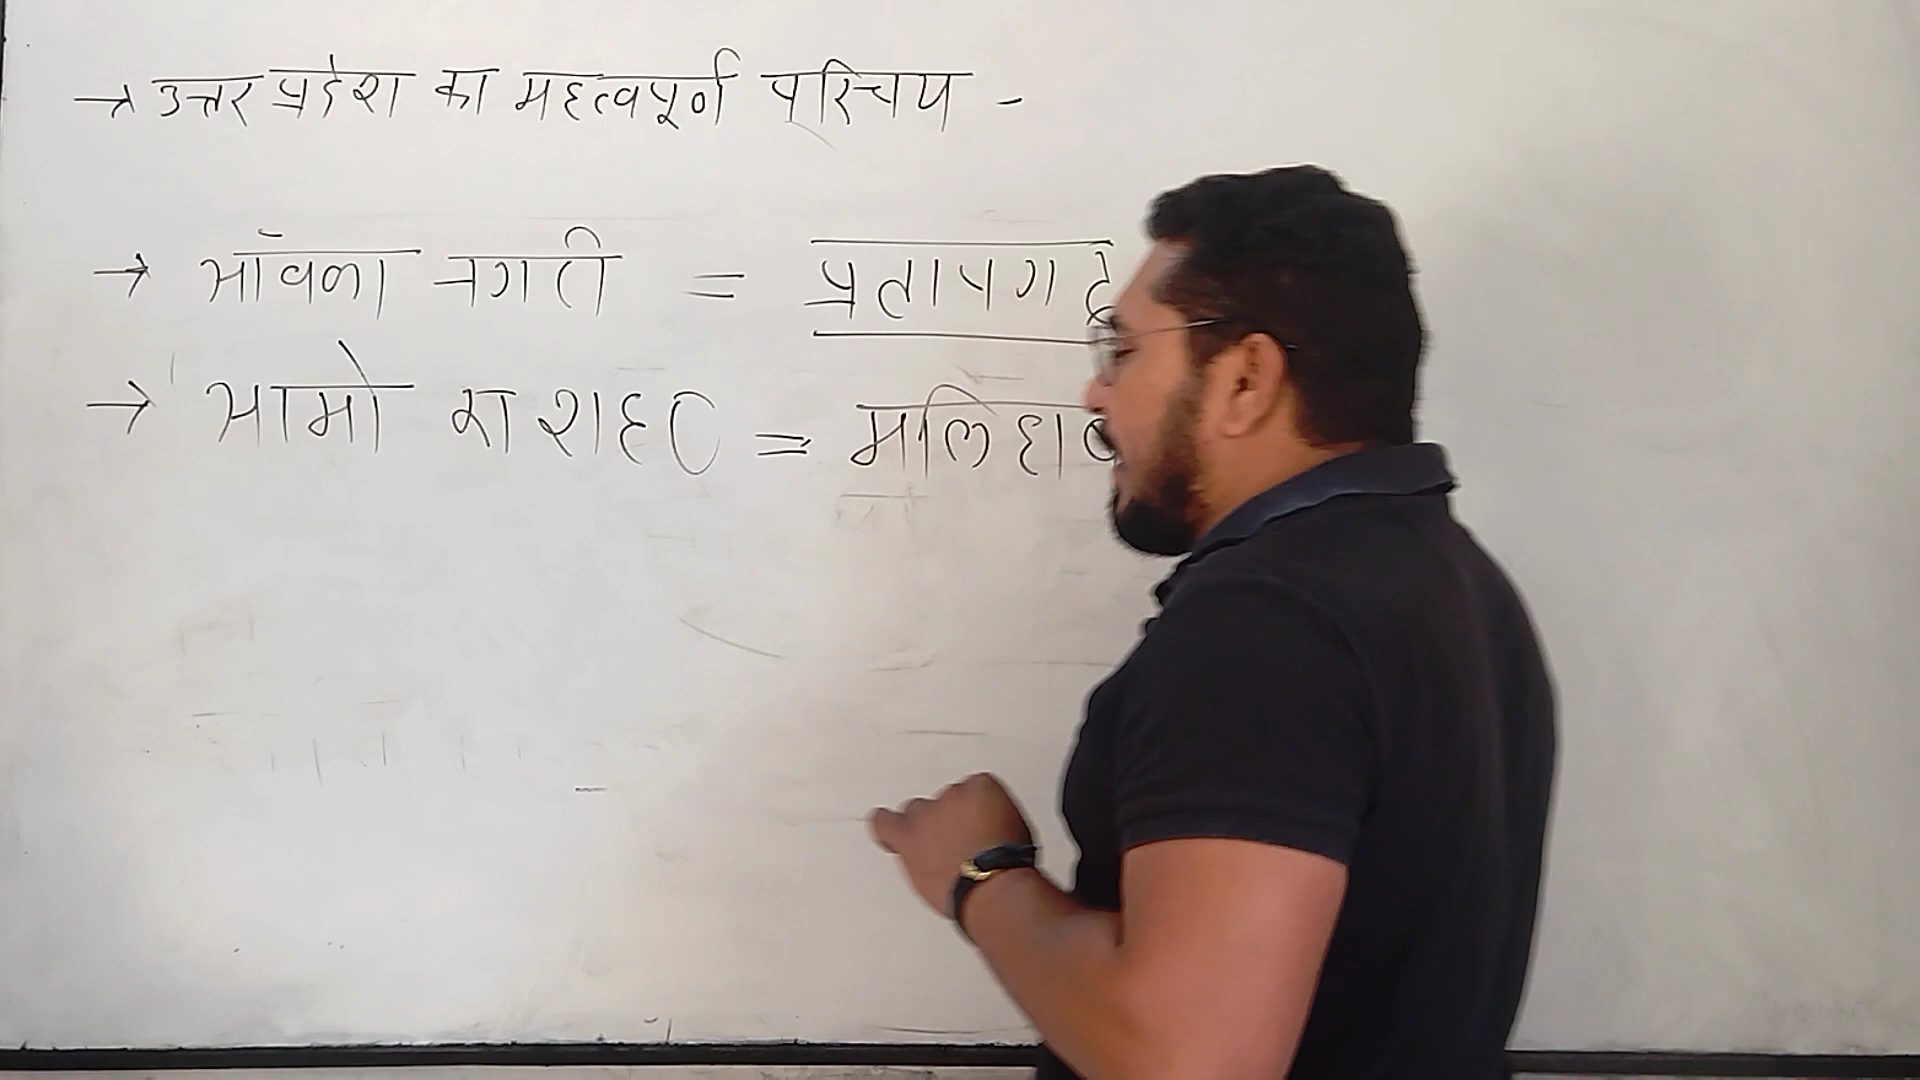 → उत्तर प्रदेश का महत्वपूर्ण परिचय -
→ आँवला नगरी = प्रतापगढ़
→ आमो का शहर = मलिहाब